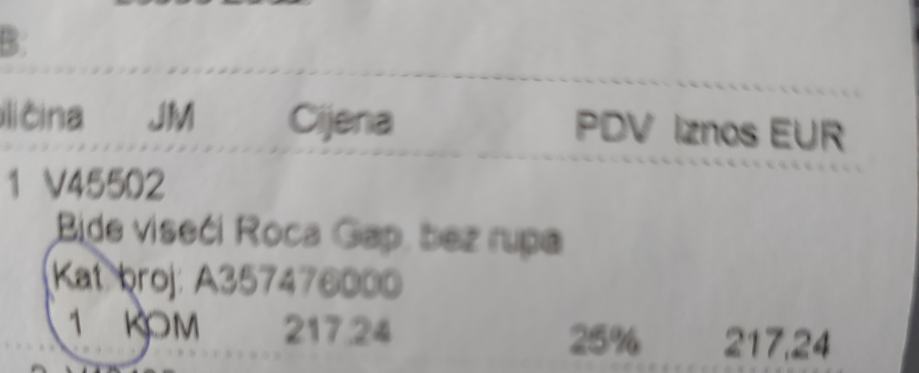 B:
ličina JM Cijena PDV Iznos EUR
1 V45502
Bide viseći Roca Gap, bez rupa
Kat. broj: A357476000
1 KOM 217,24 25% 217,24